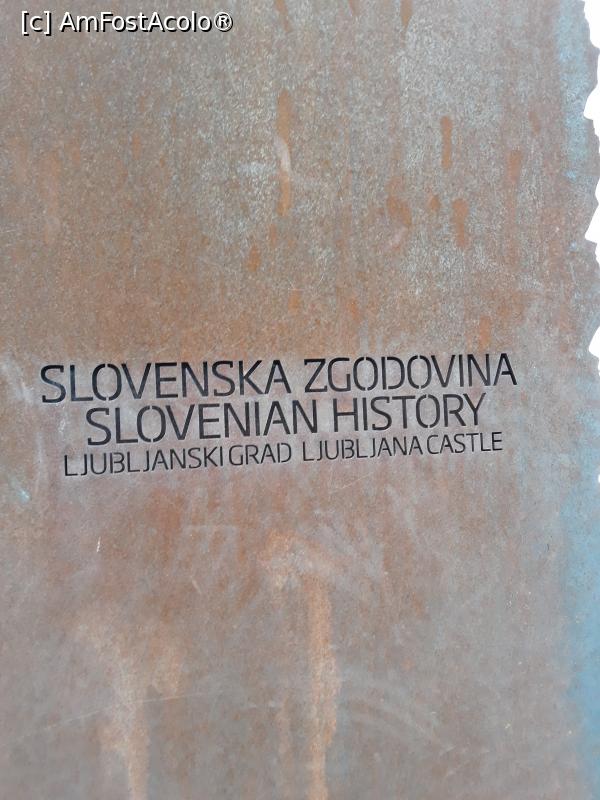 [c] AmFostAcolo®
SLOVENSKA ZGODOVINA
SLOVENIAN HISTORY
LJUBLJANSKI GRAD LJUBLJANA CASTLE